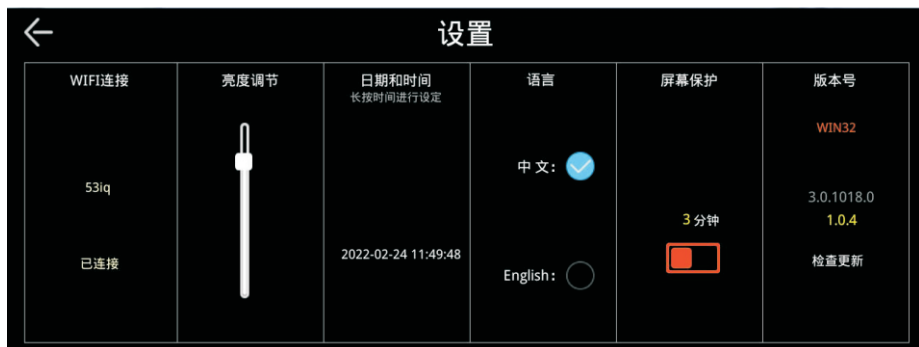 设置
WIFI连接
53iq
已连接
亮度调节
日期和时间
长按时间进行设定
2022-02-24 11:49:48
语言
中 文：
English：
屏幕保护
3 分钟
版本号
WIN32
3.0.1018.0
1.0.4
检查更新